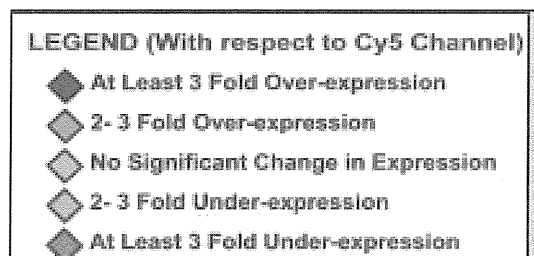 LEGEND (With respect to Cy5 Channel)
At Least 3 Fold Over-expression
2- 3 Fold Over-expression
No Significant Change in Expression
2- 3 Fold Under-expression
At Least 3 Fold Under-expression